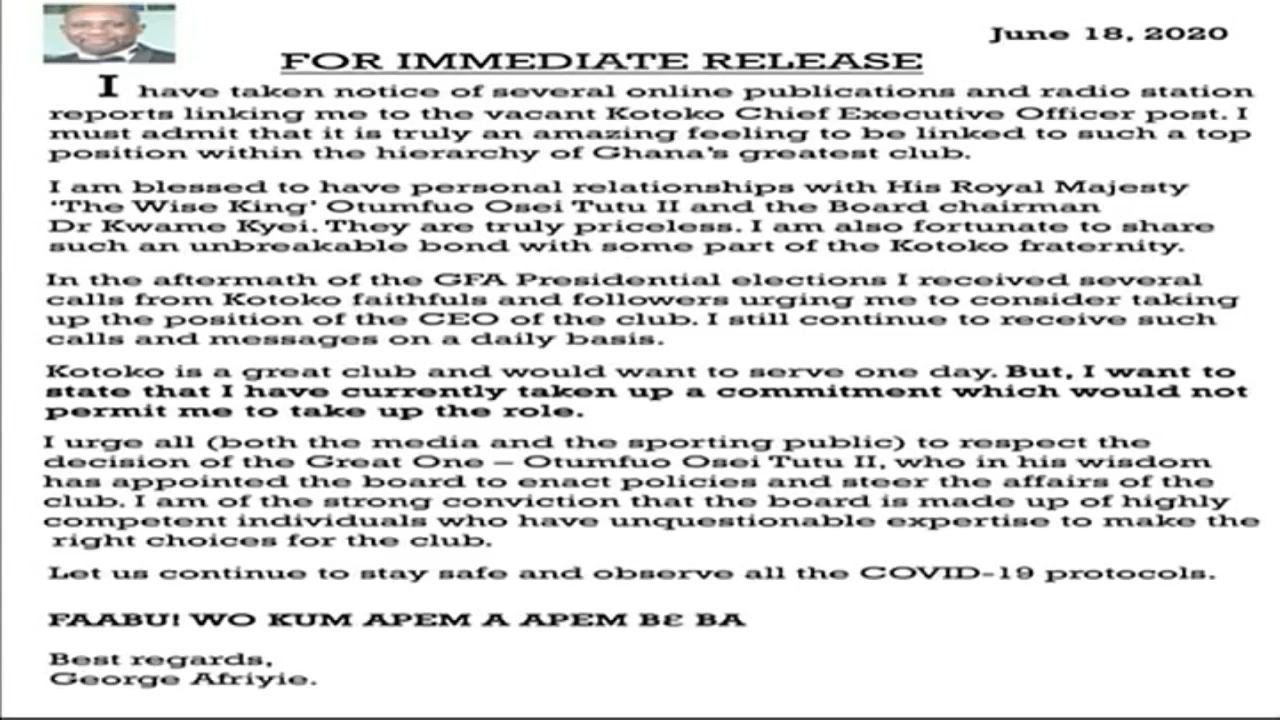 June 18, 2020
FOR IMMEDIATE RELEASE
I have taken notice of several online publications and radio station
reports linking me to the vacant Kotoko Chief Executive Officer post. I
must admit that it is truly an amazing feeling to be linked to such a top
position within the hierarchy of Ghana's greatest club.
I am blessed to have personal relationships with His Royal Majesty
'The Wise King' Otumfuo Osei Tutu II and the Board chairman
Dr Kwame Kyei. They are truly priceless. I am also fortunate to share
such an unbreakable bond with some part of the Kotoko fraternity.
In the aftermath of the GFA Presidential elections I received several
calls from Kotoko faithfuls and followers urging me to consider taking
up the position of the CEO of the club. I still continue to receive such
calls and messages on a daily basis.
Kotoko is a great club and would want to serve one day. But, I want to
state that I have currently taken up a commitment which would not
permit me to take up the role.
I urge all (both the media and the sporting public) to respect the
decision of the Great One – Otumfuo Osei Tutu II, who in his wisdom
has appointed the board to enact policies and steer the affairs of the
club. I am of the strong conviction that the board is made up of highly
competent individuals who have unquestionable expertise to make the
right choices for the club.
Let us continue to stay safe and observe all the COVID-19 protocols.
FAABU! WO KUM APEM A APEM BƐ BA
Best regards,
George Afriyie.